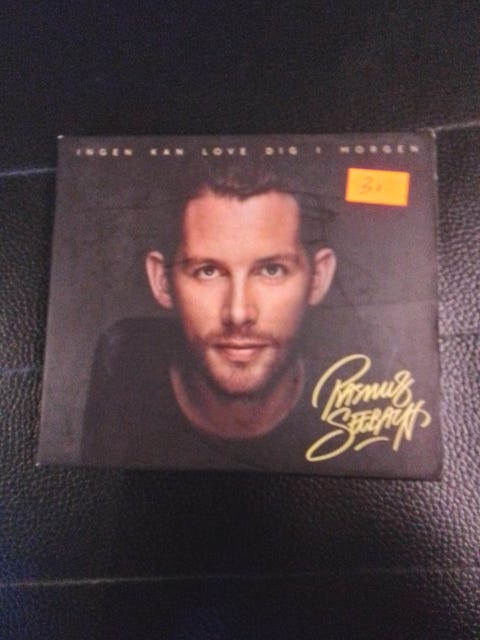 INGEN KAN LOVE DIG I MORGEN
Rasmus
Seebach